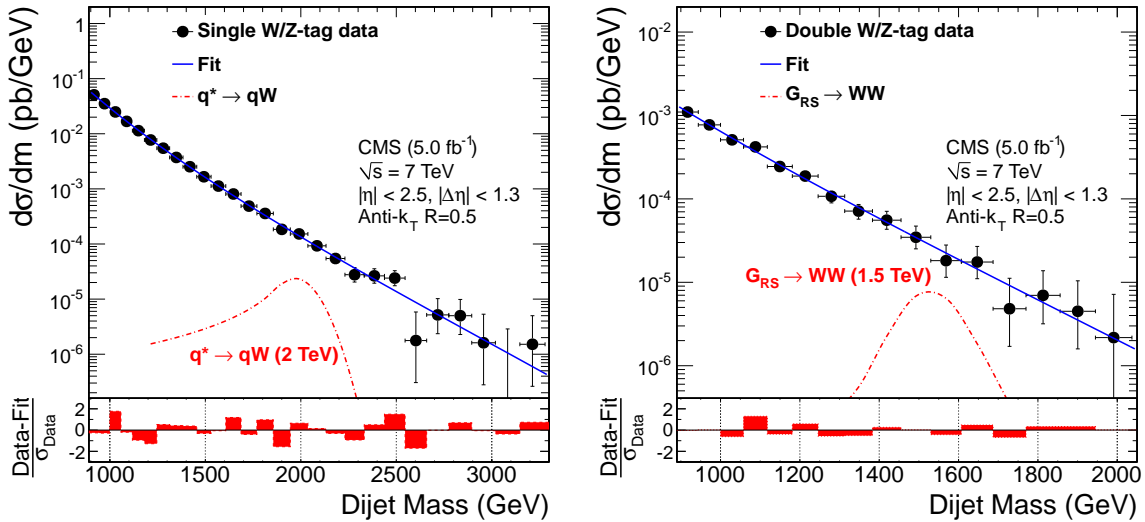 dσ/dm (pb/GeV)
1
10⁻¹
10⁻²
10⁻³
10⁻⁴
10⁻⁵
10⁻⁶
Single W/Z-tag data
Fit
q* → qW
CMS (5.0 fb⁻¹)
√s = 7 TeV
|η| < 2.5, |Δη| < 1.3
Anti-k_T R=0.5
q* → qW (2 TeV)
Data-Fit
σ_Data
2
0
-2
1000 1500 2000 2500 3000
Dijet Mass (GeV)
dσ/dm (pb/GeV)
10⁻²
10⁻³
10⁻⁴
10⁻⁵
10⁻⁶
Double W/Z-tag data
Fit
G_RS → WW
CMS (5.0 fb⁻¹)
√s = 7 TeV
|η| < 2.5, |Δη| < 1.3
Anti-k_T R=0.5
G_RS → WW (1.5 TeV)
Data-Fit
σ_Data
2
0
-2
1000 1200 1400 1600 1800 2000
Dijet Mass (GeV)